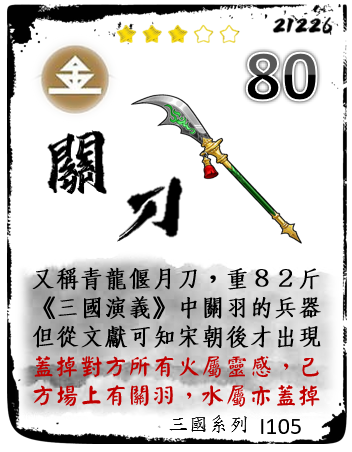 21226
金
80
關刀
又稱青龍偃月刀，重８２斤
《三國演義》中關羽的兵器
但從文獻可知宋朝後才出現
蓋掉對方所有火屬靈感，己
方場上有關羽，水屬亦蓋掉
三國系列 I105